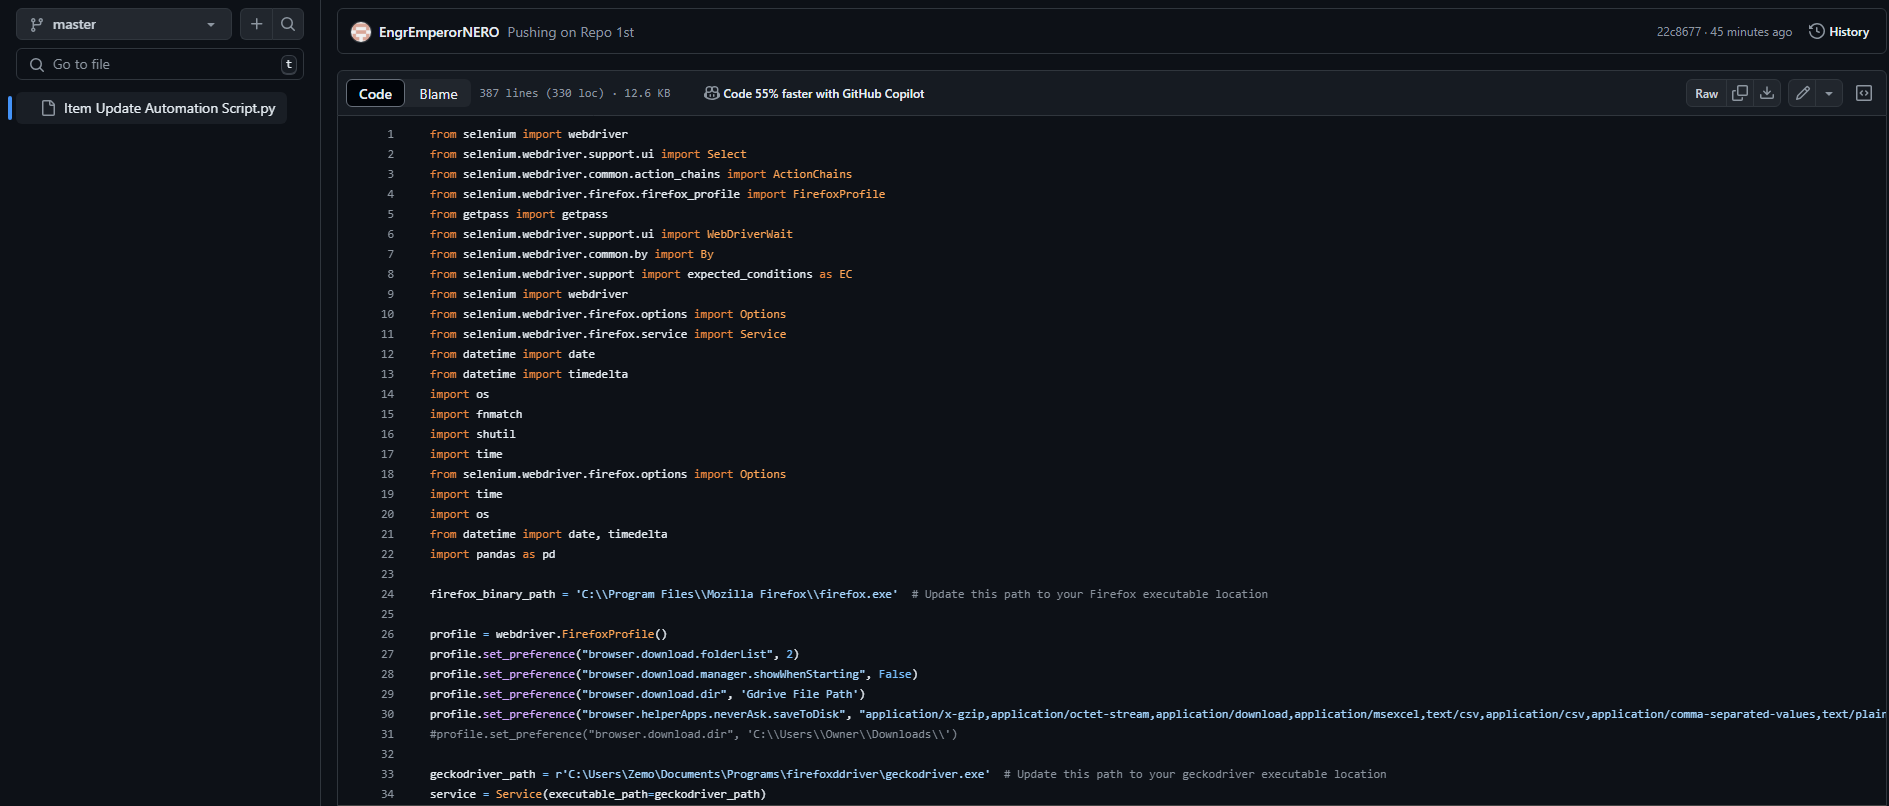 master
Go to file
t
Item Update Automation Script.py
EngrEmperorNERO Pushing on Repo 1st
22c8677 · 45 minutes ago
History
Code
Blame
387 lines (330 loc) · 12.6 KB
Code 55% faster with GitHub Copilot
Raw
1 from selenium import webdriver
2 from selenium.webdriver.support.ui import Select
3 from selenium.webdriver.common.action_chains import ActionChains
4 from selenium.webdriver.firefox.firefox_profile import FirefoxProfile
5 from getpass import getpass
6 from selenium.webdriver.support.ui import WebDriverWait
7 from selenium.webdriver.common.by import By
8 from selenium.webdriver.support import expected_conditions as EC
9 from selenium import webdriver
10 from selenium.webdriver.firefox.options import Options
11 from selenium.webdriver.firefox.service import Service
12 from datetime import date
13 from datetime import timedelta
14 import os
15 import fnmatch
16 import shutil
17 import time
18 from selenium.webdriver.firefox.options import Options
19 import time
20 import os
21 from datetime import date, timedelta
22 import pandas as pd
23
24 firefox_binary_path = 'C:\\Program Files\\Mozilla Firefox\\firefox.exe'  # Update this path to your Firefox executable location
25
26 profile = webdriver.FirefoxProfile()
27 profile.set_preference("browser.download.folderList", 2)
28 profile.set_preference("browser.download.manager.showWhenStarting", False)
29 profile.set_preference("browser.download.dir", 'Gdrive File Path')
30 profile.set_preference("browser.helperApps.neverAsk.saveToDisk", "application/x-gzip,application/octet-stream,application/download,application/msexcel,text/csv,application/csv,application/comma-separated-values,text/plain
31 #profile.set_preference("browser.download.dir", 'C:\\Users\\Owner\\Downloads\\')
32
33 geckodriver_path = r'C:\Users\Zemo\Documents\Programs\firefoxddriver\geckodriver.exe'  # Update this path to your geckodriver executable location
34 service = Service(executable_path=geckodriver_path)